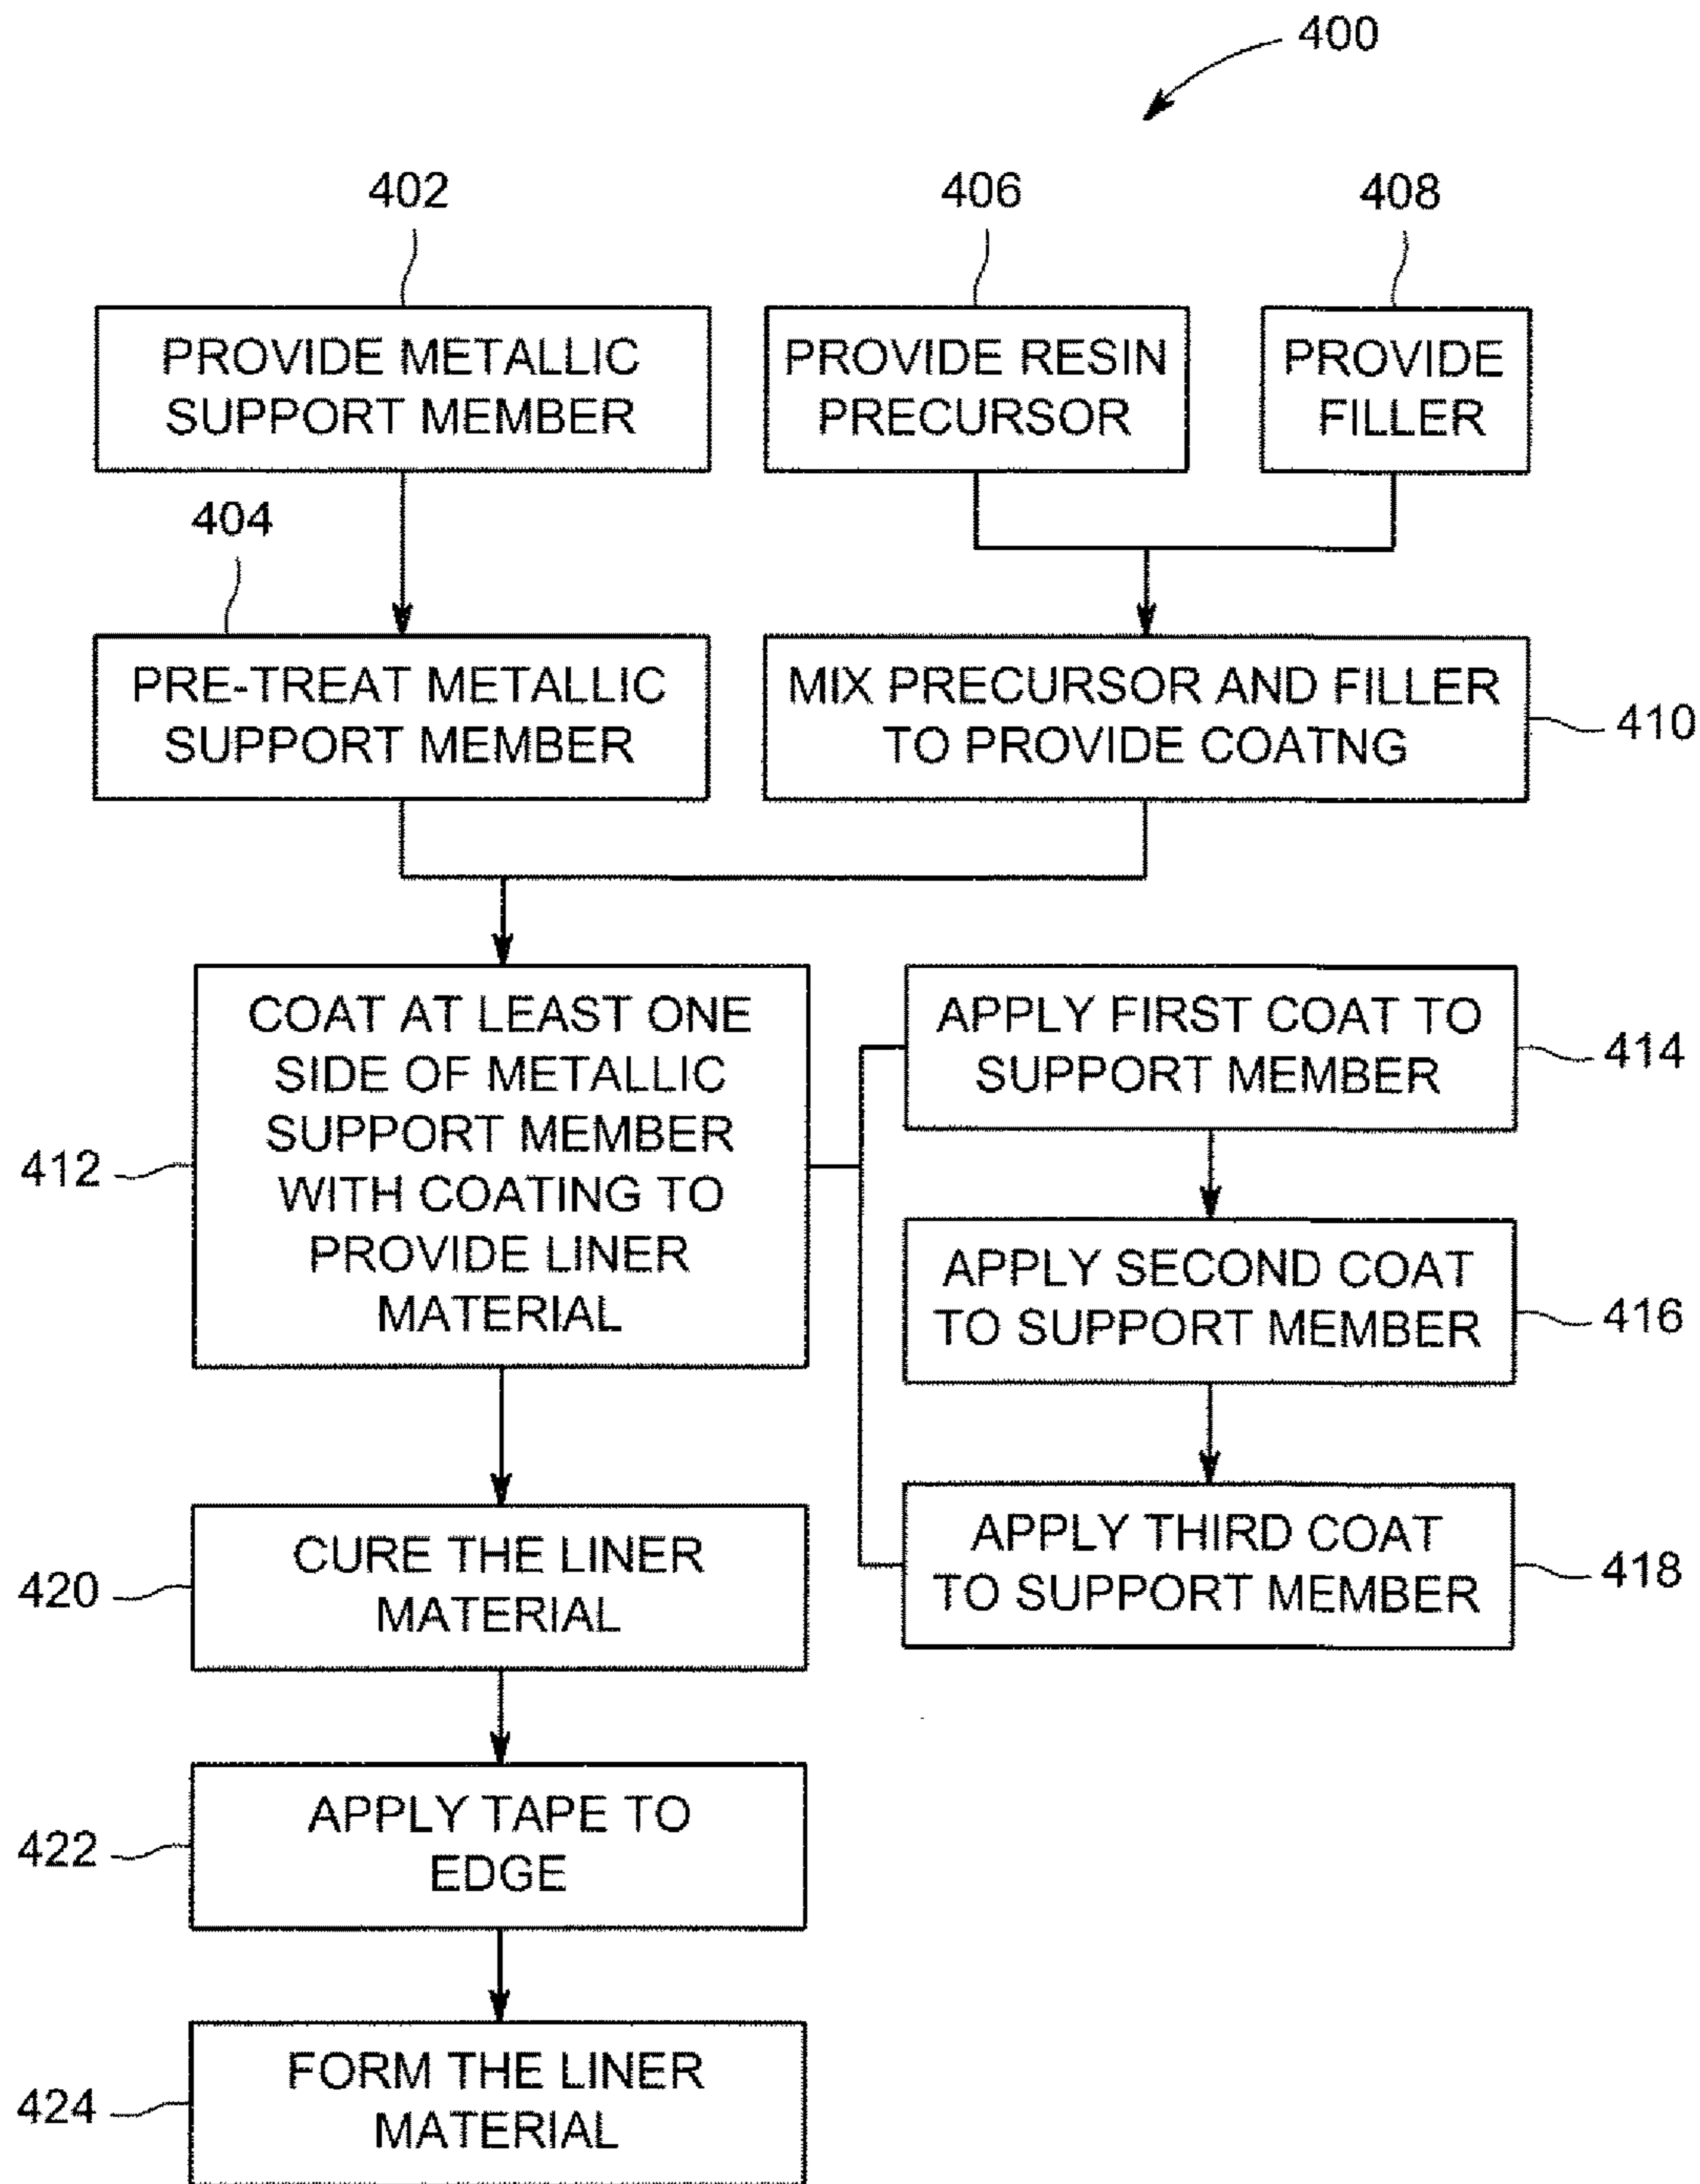 400
402
406
408
PROVIDE METALLIC
SUPPORT MEMBER
PROVIDE RESIN
PRECURSOR
PROVIDE
FILLER
404
PRE-TREAT METALLIC
SUPPORT MEMBER
MIX PRECURSOR AND FILLER
TO PROVIDE COATNG
410
COAT AT LEAST ONE
SIDE OF METALLIC
SUPPORT MEMBER
WITH COATING TO
PROVIDE LINER
MATERIAL
412
APPLY FIRST COAT TO
SUPPORT MEMBER
414
APPLY SECOND COAT
TO SUPPORT MEMBER
416
APPLY THIRD COAT
TO SUPPORT MEMBER
418
CURE THE LINER
MATERIAL
420
APPLY TAPE TO
EDGE
422
FORM THE LINER
MATERIAL
424